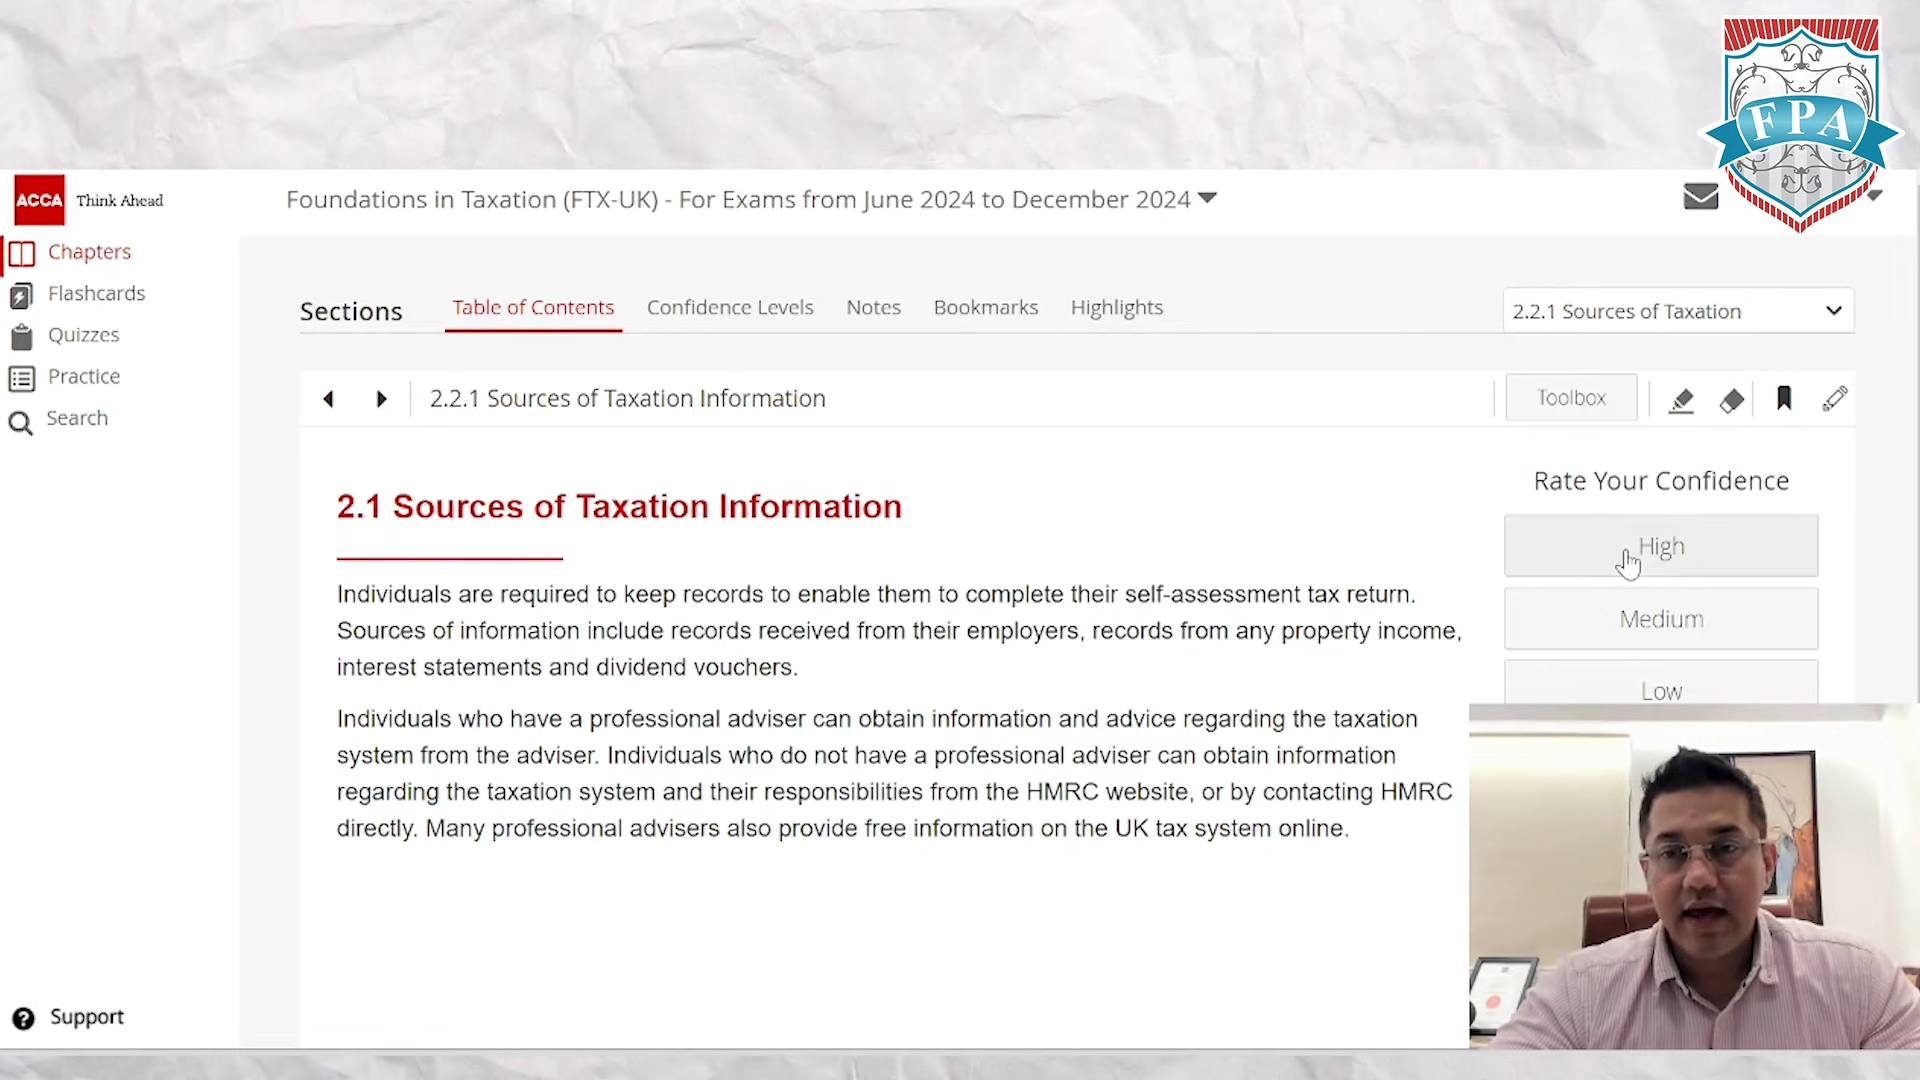 FPA
ACCA Think Ahead
Foundations in Taxation (FTX-UK) - For Exams from June 2024 to December 2024
Chapters
Flashcards
Quizzes
Practice
Search
Support
Sections
Table of Contents
Confidence Levels
Notes
Bookmarks
Highlights
2.2.1 Sources of Taxation
2.2.1 Sources of Taxation Information
Toolbox
2.1 Sources of Taxation Information
Individuals are required to keep records to enable them to complete their self-assessment tax return.
Sources of information include records received from their employers, records from any property income,
interest statements and dividend vouchers.
Individuals who have a professional adviser can obtain information and advice regarding the taxation
system from the adviser. Individuals who do not have a professional adviser can obtain information
regarding the taxation system and their responsibilities from the HMRC website, or by contacting HMRC
directly. Many professional advisers also provide free information on the UK tax system online.
Rate Your Confidence
High
Medium
Low